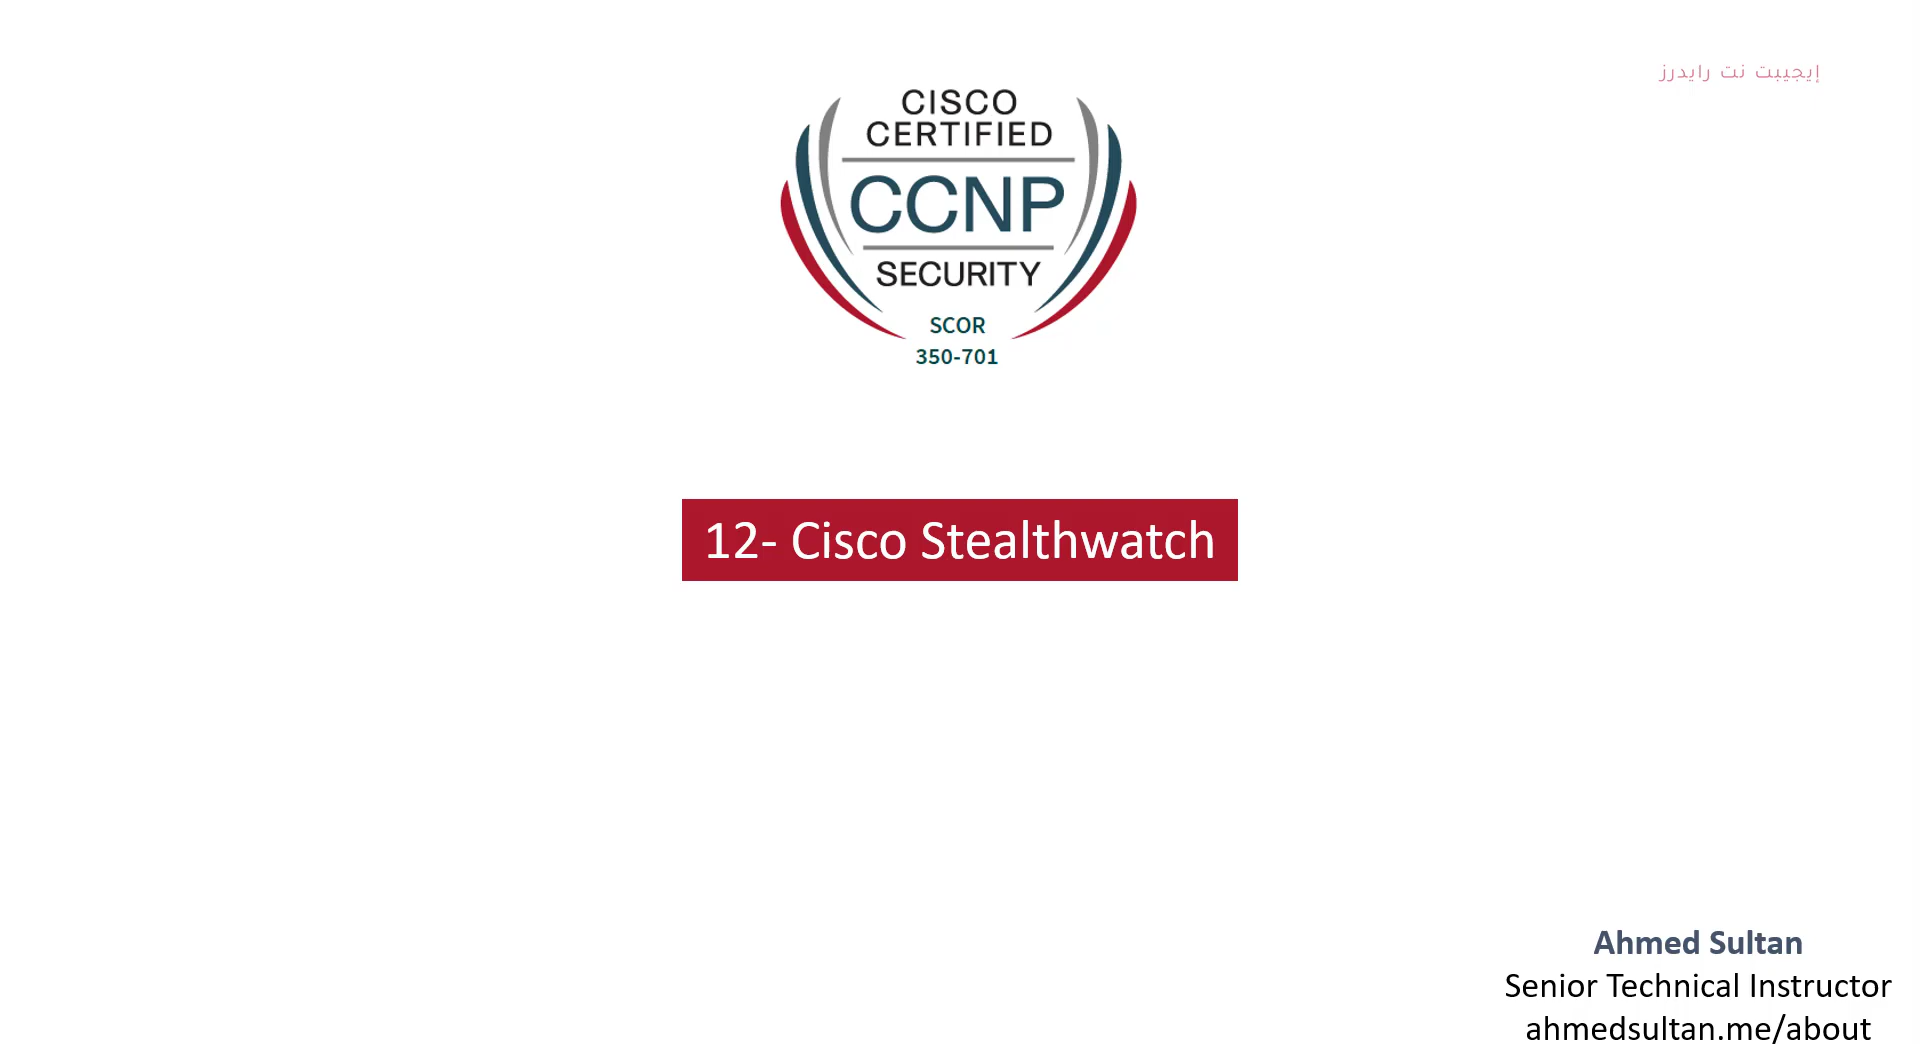 إيجيبت نت رايدرز
CISCO
CERTIFIED
CCNP
SECURITY
SCOR
350-701
12- Cisco Stealthwatch
Ahmed Sultan
Senior Technical Instructor
ahmedsultan.me/about